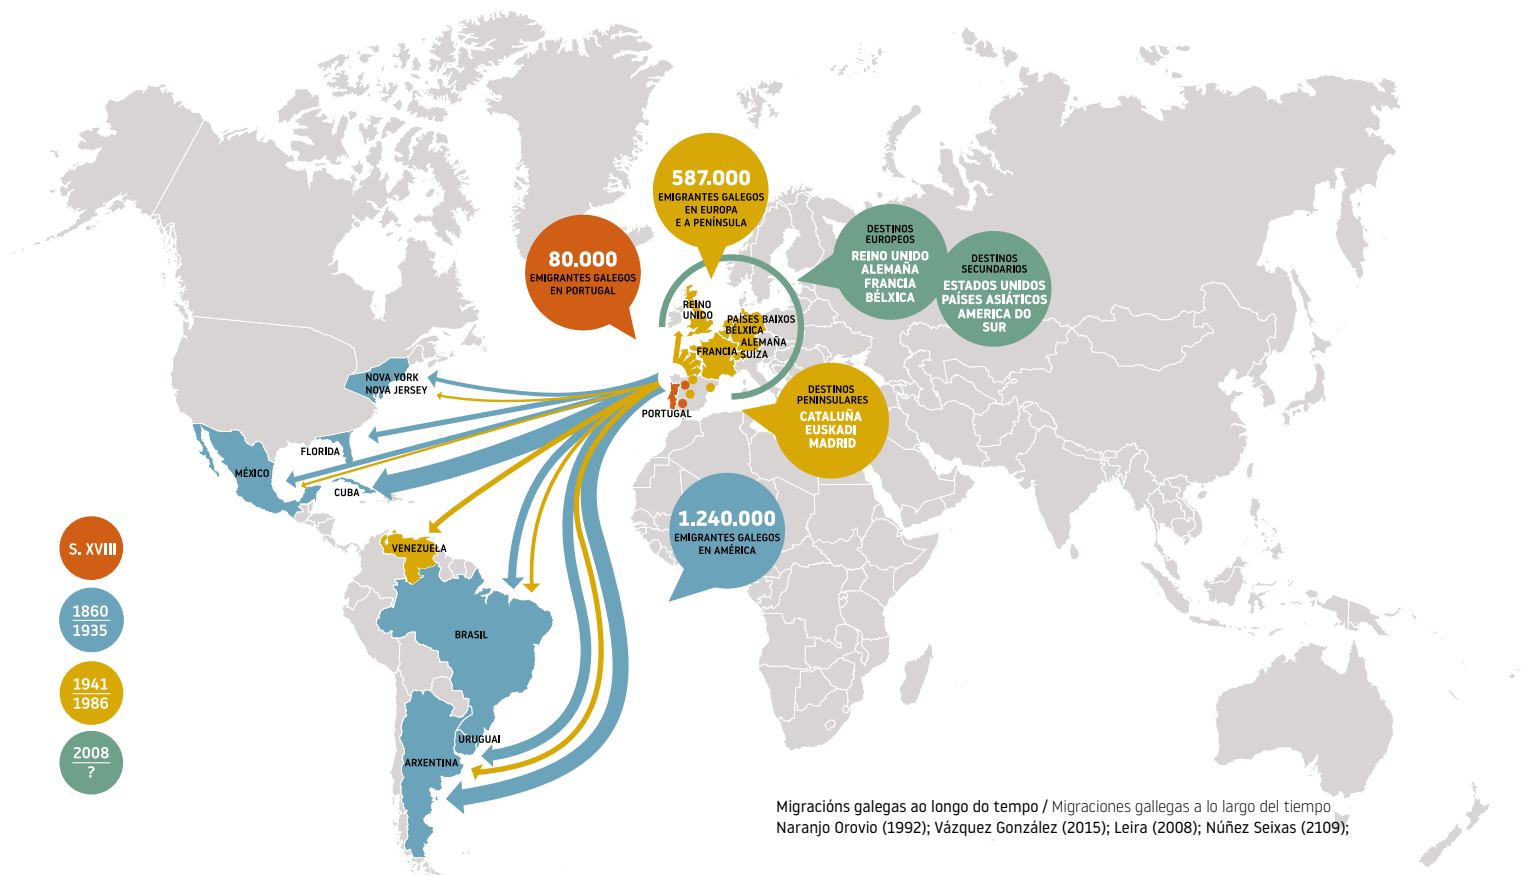 587.000
EMIGRANTES GALEGOS
EN EUROPA
E A PENÍNSULA
80.000
EMIGRANTES GALEGOS
EN PORTUGAL
DESTINOS
EUROPEOS
REINO UNIDO
ALEMAÑA
FRANCIA
BÉLXICA
DESTINOS
SECUNDARIOS
ESTADOS UNIDOS
PAÍSES ASIÁTICOS
AMERICA DO
SUR
REINO
UNIDO
PAÍSES BAIXOS
BÉLXICA
ALEMAÑA
FRANCIA
SUÍZA
PORTUGAL
DESTINOS
PENINSULARES
CATALUÑA
EUSKADI
MADRID
NOVA YORK
NOVA JERSEY
FLORIDA
MÉXICO
CUBA
1.240.000
EMIGRANTES GALEGOS
EN AMÉRICA
VENEZUELA
BRASIL
URUGUAI
ARXENTINA
S. XVIII
1860
1935
1941
1986
2008
?
Migracións galegas ao longo do tempo / Migraciones gallegas a lo largo del tiempo
Naranjo Orovio (1992); Vázquez González (2015); Leira (2008); Núñez Seixas (2109);